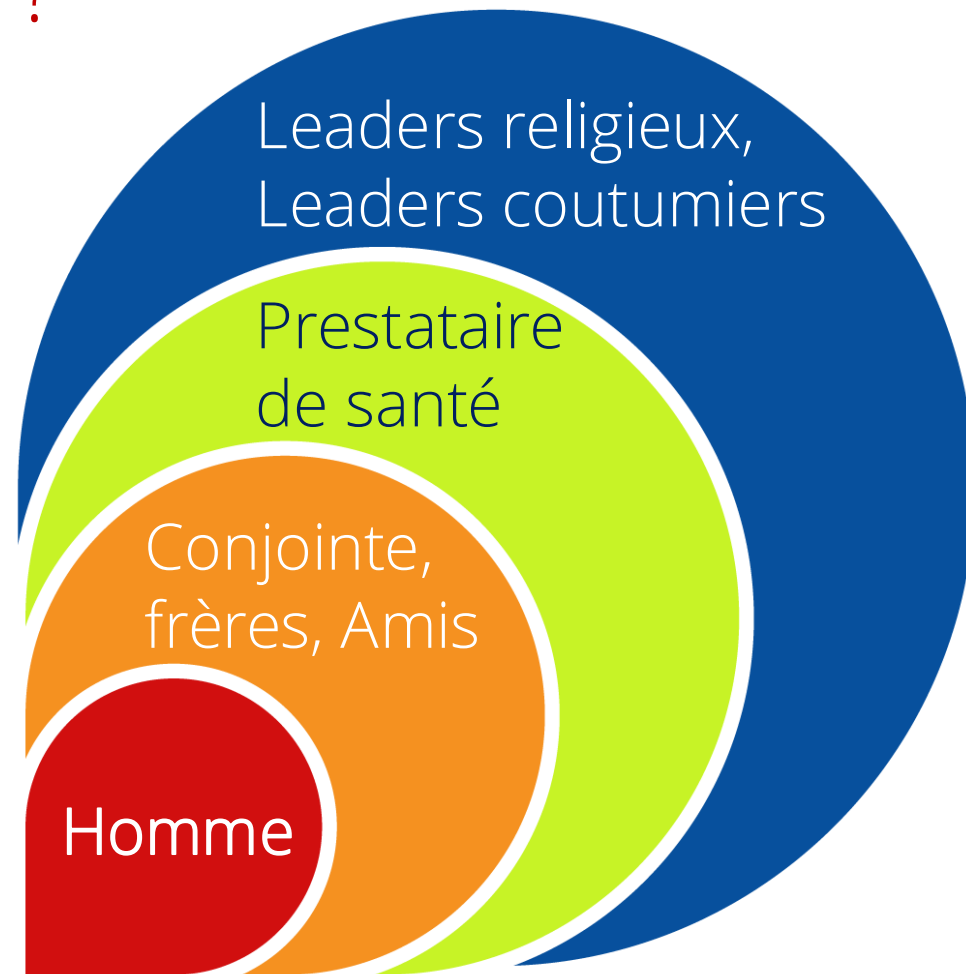 Leaders religieux,
Leaders coutumiers
Prestataire
de santé
Conjointe,
frères, Amis
Homme